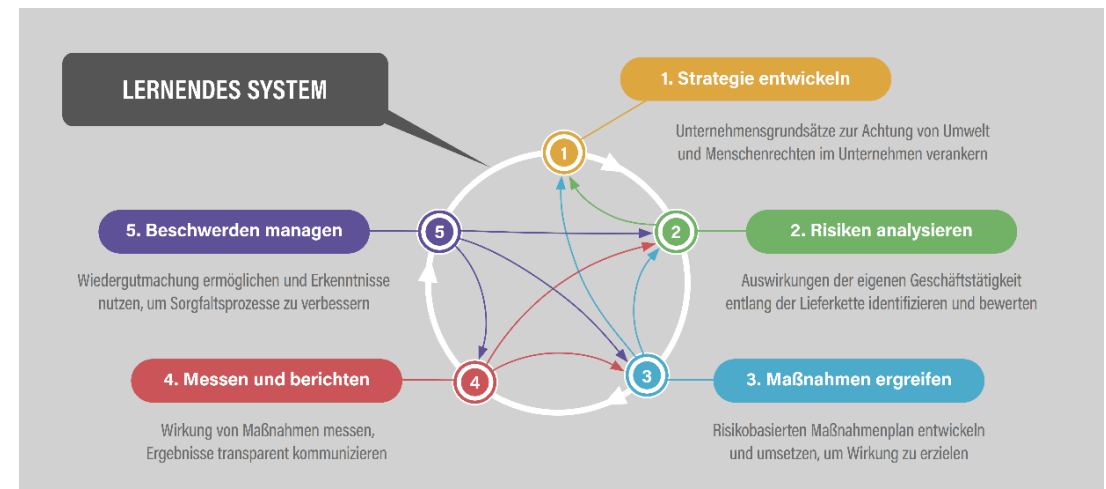 LERNENDES SYSTEM
1. Strategie entwickeln
Unternehmensgrundsätze zur Achtung von Umwelt
und Menschenrechten im Unternehmen verankern
1
2. Risiken analysieren
Auswirkungen der eigenen Geschäftstätigkeit
entlang der Lieferkette identifizieren und bewerten
2
3. Maßnahmen ergreifen
Risikobasierten Maßnahmenplan entwickeln
und umsetzen, um Wirkung zu erzielen
3
4. Messen und berichten
Wirkung von Maßnahmen messen,
Ergebnisse transparent kommunizieren
4
5. Beschwerden managen
Wiedergutmachung ermöglichen und Erkenntnisse
nutzen, um Sorgfaltsprozesse zu verbessern
5